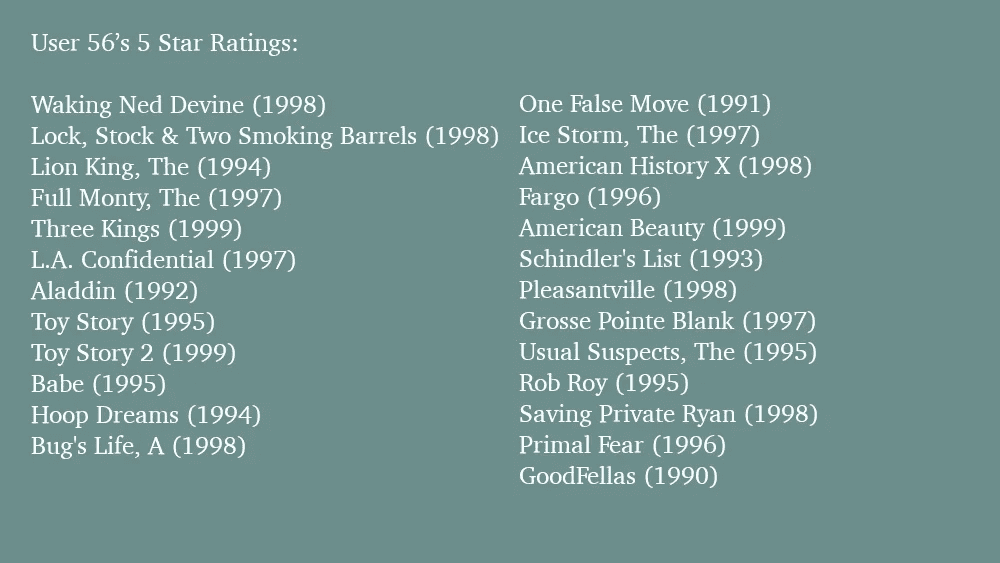 User 56’s 5 Star Ratings:
Waking Ned Devine (1998)
Lock, Stock & Two Smoking Barrels (1998)
Lion King, The (1994)
Full Monty, The (1997)
Three Kings (1999)
L.A. Confidential (1997)
Aladdin (1992)
Toy Story (1995)
Toy Story 2 (1999)
Babe (1995)
Hoop Dreams (1994)
Bug's Life, A (1998)
One False Move (1991)
Ice Storm, The (1997)
American History X (1998)
Fargo (1996)
American Beauty (1999)
Schindler's List (1993)
Pleasantville (1998)
Grosse Pointe Blank (1997)
Usual Suspects, The (1995)
Rob Roy (1995)
Saving Private Ryan (1998)
Primal Fear (1996)
GoodFellas (1990)